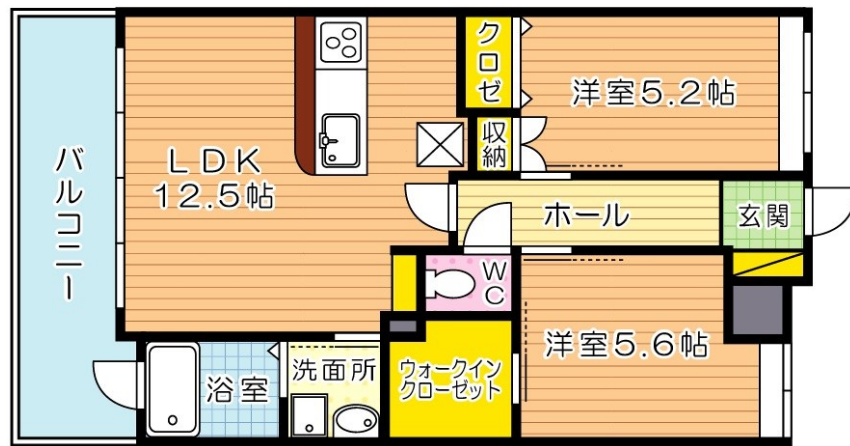 バルコニー
LDK
12.5帖
クロゼ
収納
洋室5.2帖
ホール
玄関
WC
洋室5.6帖
浴室
洗面所
ウォークイン
クローゼット